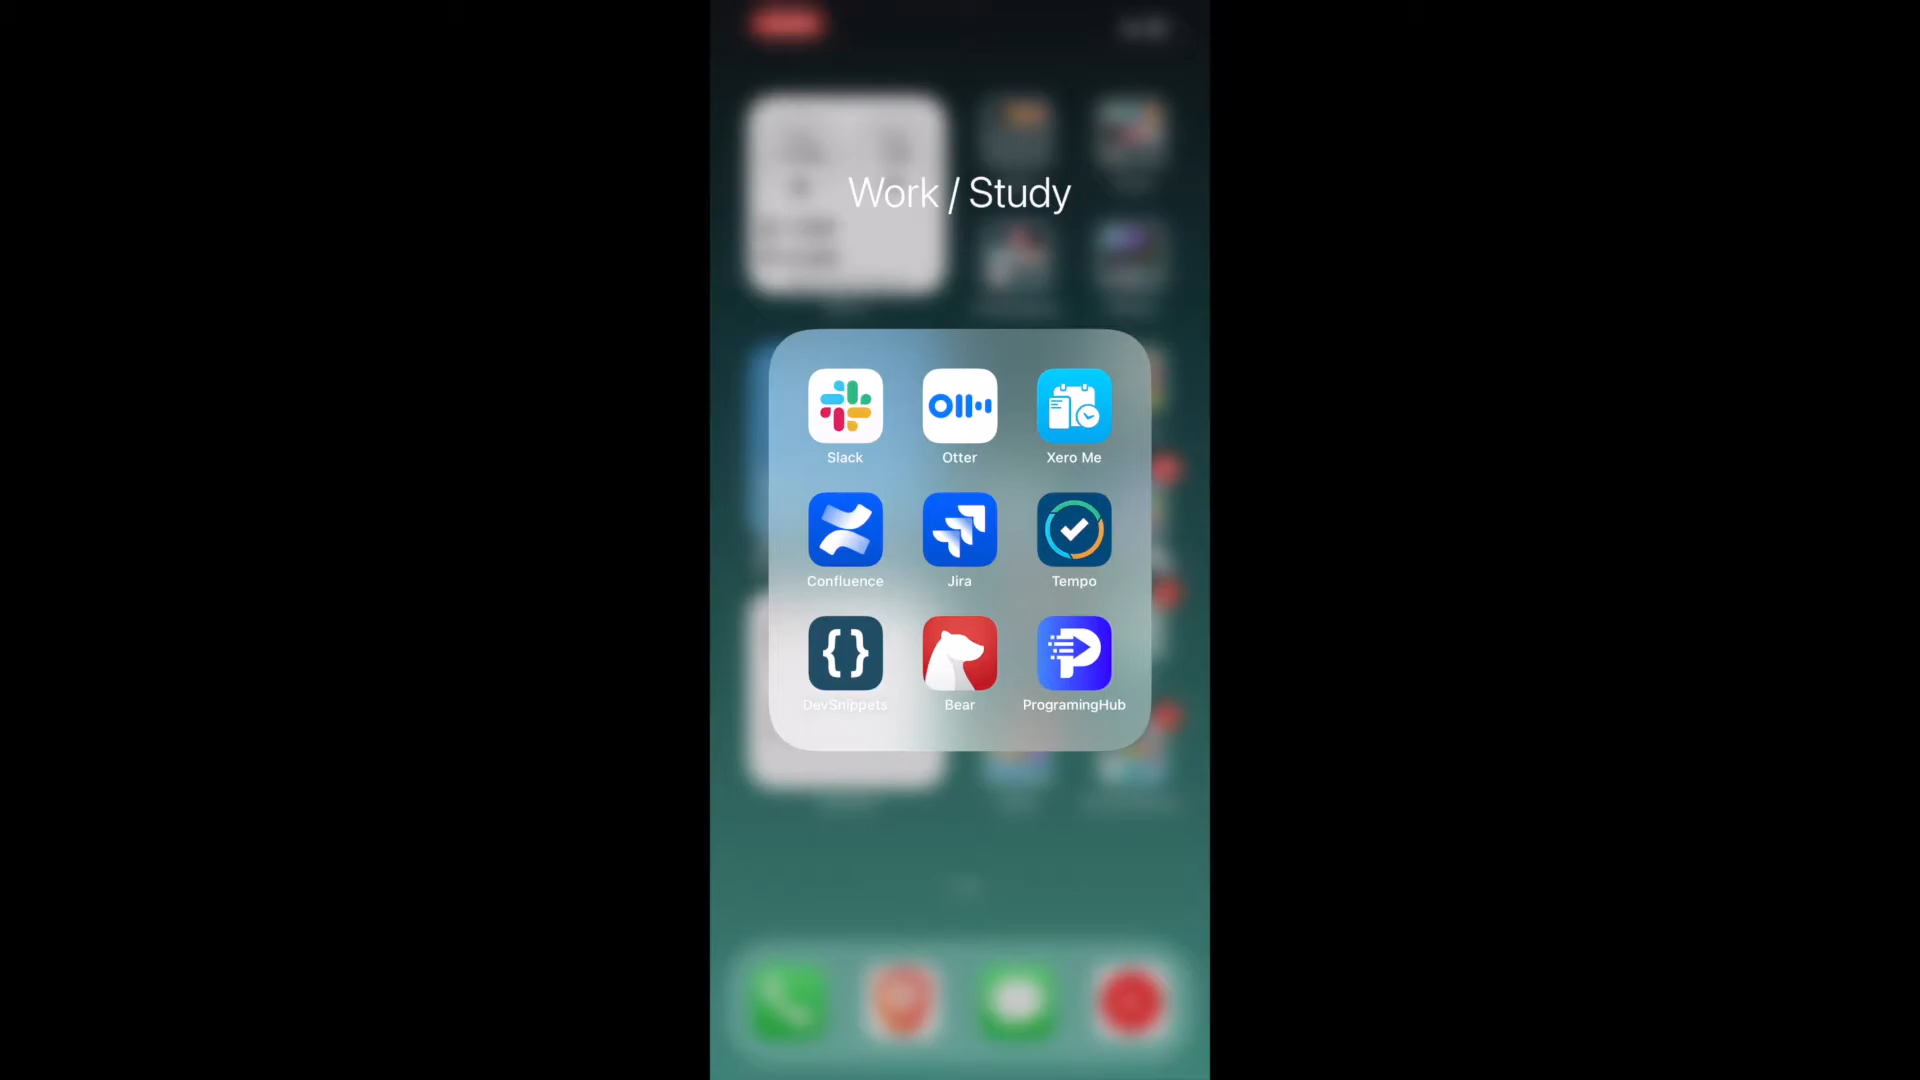 Work / Study
Slack Otter Xero Me
Confluence Jira Tempo
DevSnippets Bear ProgramingHub